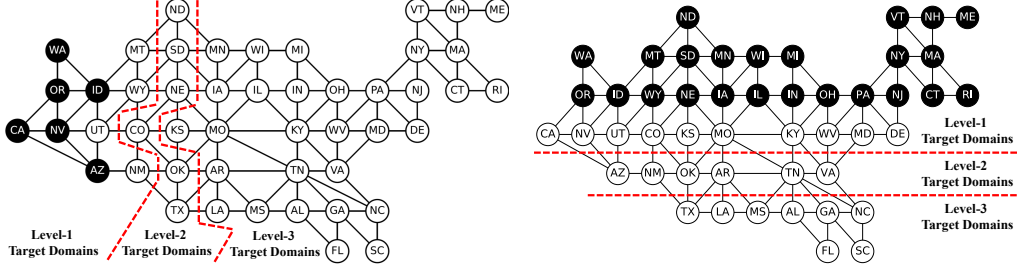 ND VT NH ME
WA MT SD MN WI MI NY MA
OR ID WY NE IA IL IN OH PA NJ CT RI
CA NV UT CO KS MO KY WV MD DE
AZ NM OK AR TN VA
TX LA MS AL GA NC
FL SC
Level-1
Target Domains
Level-2
Target Domains
Level-3
Target Domains
ND VT NH ME
WA MT SD MN WI MI NY MA
OR ID WY NE IA IL IN OH PA NJ CT RI
CA NV UT CO KS MO KY WV MD DE
Level-1
Target Domains
AZ NM OK AR TN VA
Level-2
Target Domains
TX LA MS AL GA NC
Level-3
Target Domains
FL SC